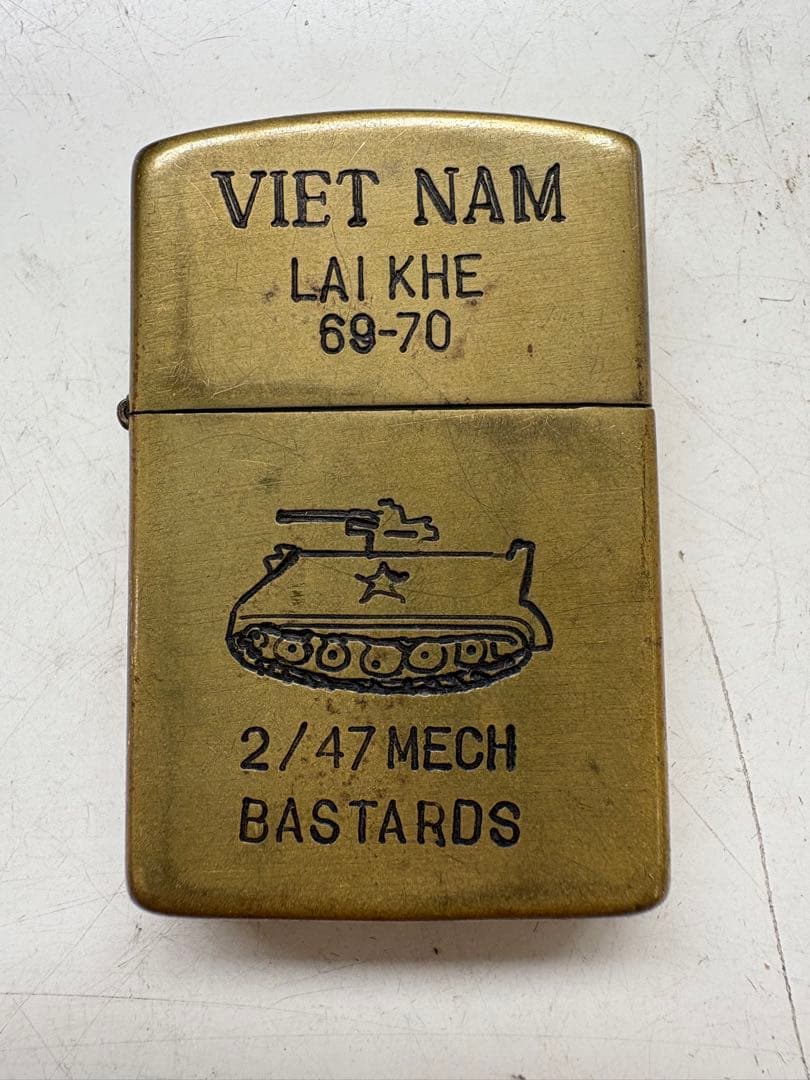 VIET NAM
LAI KHE
69-70
2/47 MECH
BASTARDS